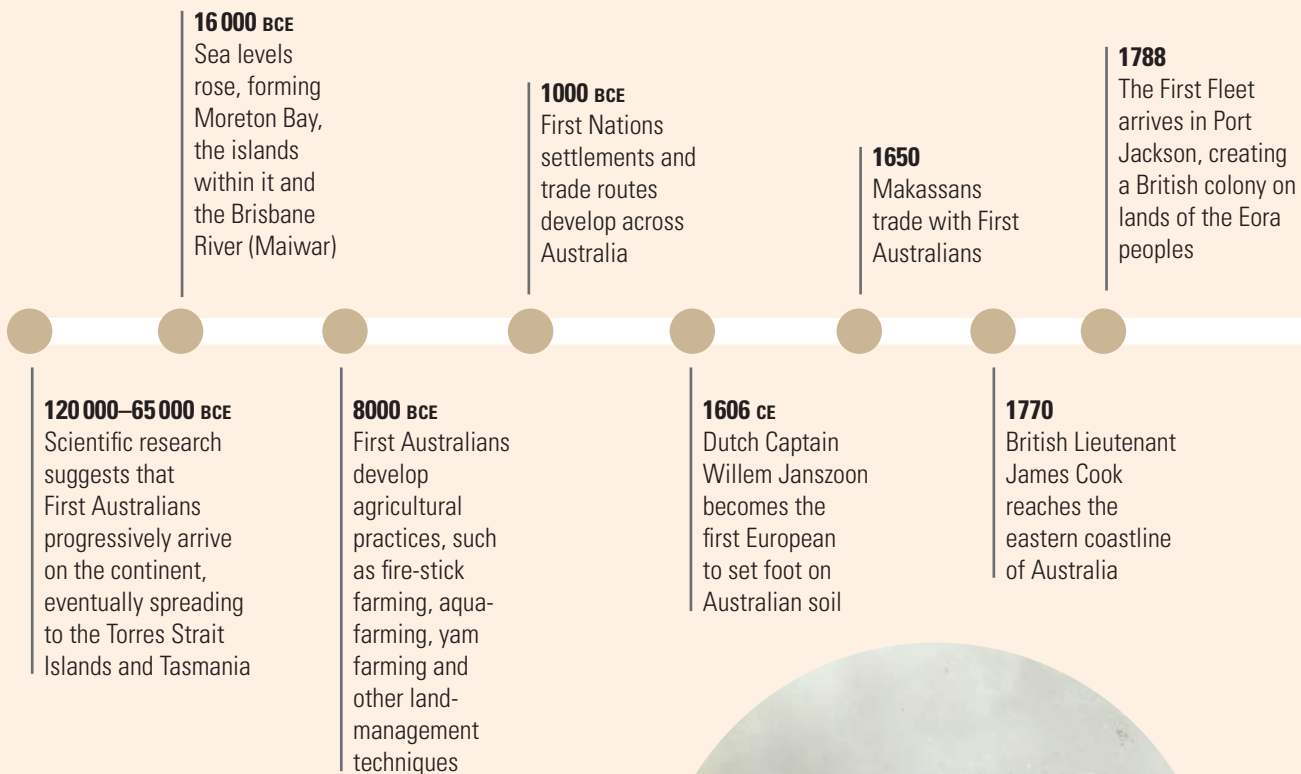 16 000 BCE
Sea levels
rose, forming
Moreton Bay,
the islands
within it and
the Brisbane
River (Maiwar)
1000 BCE
First Nations
settlements and
trade routes
develop across
Australia
1650
Makassans
trade with First
Australians
1788
The First Fleet
arrives in Port
Jackson, creating
a British colony on
lands of the Eora
peoples
120 000–65 000 BCE
Scientific research
suggests that
First Australians
progressively arrive
on the continent,
eventually spreading
to the Torres Strait
Islands and Tasmania
8000 BCE
First Australians
develop
agricultural
practices, such
as fire-stick
farming, aqua-
farming, yam
farming and
other land-
management
techniques
1606 CE
Dutch Captain
Willem Janszoon
becomes the
first European
to set foot on
Australian soil
1770
British Lieutenant
James Cook
reaches the
eastern coastline
of Australia